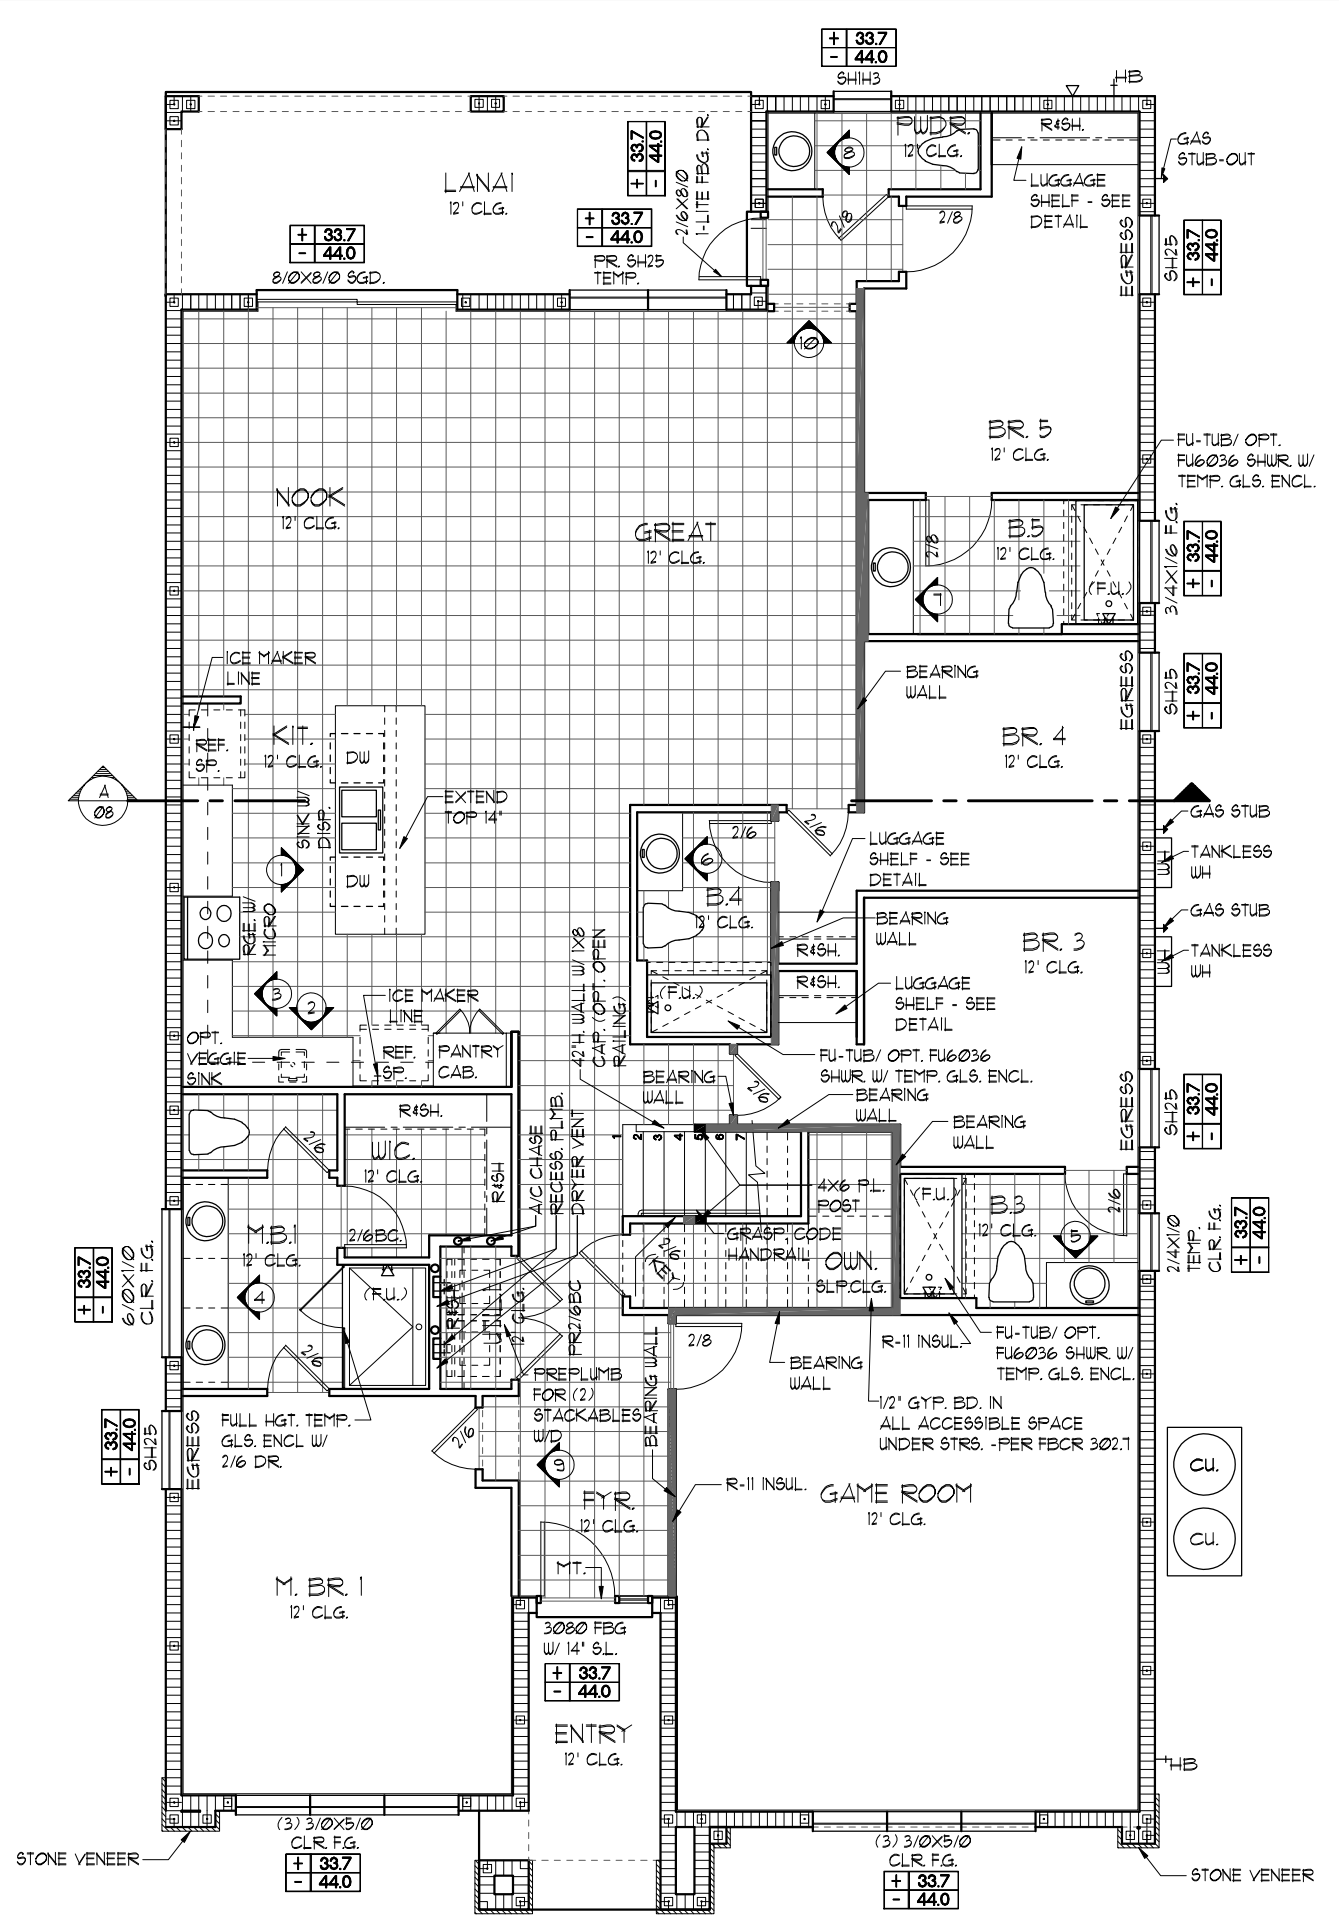 + 33.7
- 44.0
SH1H3
HB
GAS
STUB-OUT
PWDR.
12' CLG.
8
R&SH.
LUGGAGE
SHELF - SEE
DETAIL
LANAI
12' CLG.
+ 33.7
- 44.0
2/6X8/0
1-LITE FBG. DR.
+ 33.7
- 44.0
PR. SH25
TEMP.
+ 33.7
- 44.0
8/0X8/0 SGD.
2/8
2/8
EGRESS
SH25
+ 33.7
- 44.0
10
BR. 5
12' CLG.
FU-TUB/ OPT.
FU6036 SHWR. W/
TEMP. GLS. ENCL.
NOOK
12' CLG.
GREAT
12' CLG.
2/8
B.5
12' CLG.
(F.U.)
7
3/4X1/6 F.G.
+ 33.7
- 44.0
ICE MAKER
LINE
BEARING
WALL
EGRESS
SH25
+ 33.7
- 44.0
REF.
SP.
KIT.
12' CLG.
DW
BR. 4
12' CLG.
A
08
SINK W/
DISP.
EXTEND
TOP 14"
DW
1
2/6
2/6
6
B.4
12' CLG.
LUGGAGE
SHELF - SEE
DETAIL
GAS STUB
TANKLESS
WH
WH
RGE. W/
MICRO
BEARING
WALL
BR. 3
12' CLG.
GAS STUB
TANKLESS
WH
WH
R&SH.
R&SH.
(F.U.)
LUGGAGE
SHELF - SEE
DETAIL
3
2
ICE MAKER
LINE
42"H. WALL W/ 1X8
CAP. (OPT. OPEN
RAILING)
OPT.
VEGGIE
SINK
REF.
SP.
PANTRY
CAB.
FU-TUB/ OPT. FU6036
SHWR. W/ TEMP. GLS. ENCL.
BEARING
WALL
2/6
BEARING
WALL
BEARING
WALL
EGRESS
SH25
+ 33.7
- 44.0
R&SH.
2/6
WIC.
12' CLG.
R&SH
A/C CHASE
RECESS. PLMB.
DRYER VENT
1
2
3
4
5
6
7
4X6 P.L.
POST
(F.U.)
B.3
12' CLG.
2/6
5
GRASP. CODE
HANDRAIL
M.B.1
12' CLG.
2/6BC.
2/6
(KEY)
OWN.
SLP.CLG.
2/4X1/0
TEMP.
CLR. F.G.
+ 33.7
- 44.0
+ 33.7
- 44.0
6/0X1/0
CLR. F.G.
4
(F.U.)
R&SH
UTIL
12' CLG.
PR2/6BC
2/6
2/8
BEARING
WALL
R-11 INSUL.
FU-TUB/ OPT.
FU6036 SHWR. W/
TEMP. GLS. ENCL.
PREPLUMB
FOR (2)
STACKABLES
W/D
BEARING WALL
1/2" GYP. BD. IN
ALL ACCESSIBLE SPACE
UNDER STRS. -PER FBCR 302.7
+ 33.7
- 44.0
SH25
EGRESS
FULL HGT. TEMP.
GLS. ENCL W/
2/6 DR.
2/6
9
R-11 INSUL.
GAME ROOM
12' CLG.
CU.
CU.
FYR.
12' CLG.
MT.
M. BR. 1
12' CLG.
3080 FBG
W/ 14" S.L.
+ 33.7
- 44.0
ENTRY
12' CLG.
HB
(3) 3/0X5/0
CLR. F.G.
+ 33.7
- 44.0
STONE VENEER
(3) 3/0X5/0
CLR. F.G.
+ 33.7
- 44.0
STONE VENEER